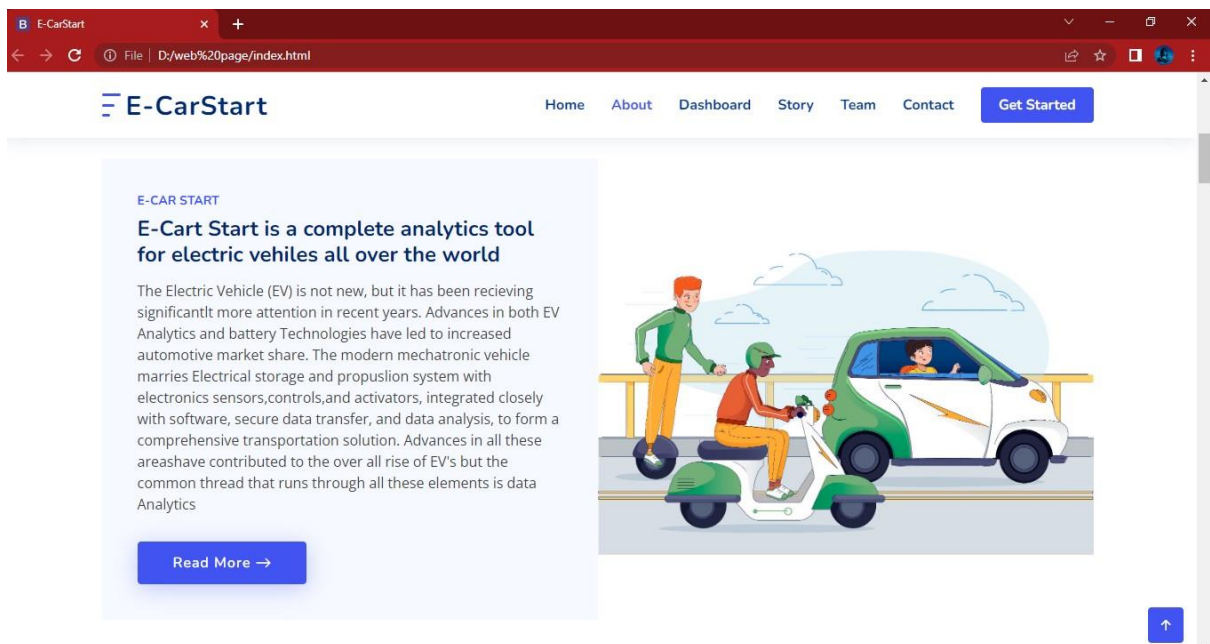 E-CarStart
File D:/web%20page/index.html
E-CarStart
Home About Dashboard Story Team Contact Get Started
E-CAR START
E-Cart Start is a complete analytics tool
for electric vehiles all over the world
The Electric Vehicle (EV) is not new, but it has been recieving
significantlt more attention in recent years. Advances in both EV
Analytics and battery Technologies have led to increased
automotive market share. The modern mechatronic vehicle
marries Electrical storage and propuslion system with
electronics sensors,controls,and activators, integrated closely
with software, secure data transfer, and data analysis, to form a
comprehensive transportation solution. Advances in all these
areashave contributed to the over all rise of EV's but the
common thread that runs through all these elements is data
Analytics
Read More →